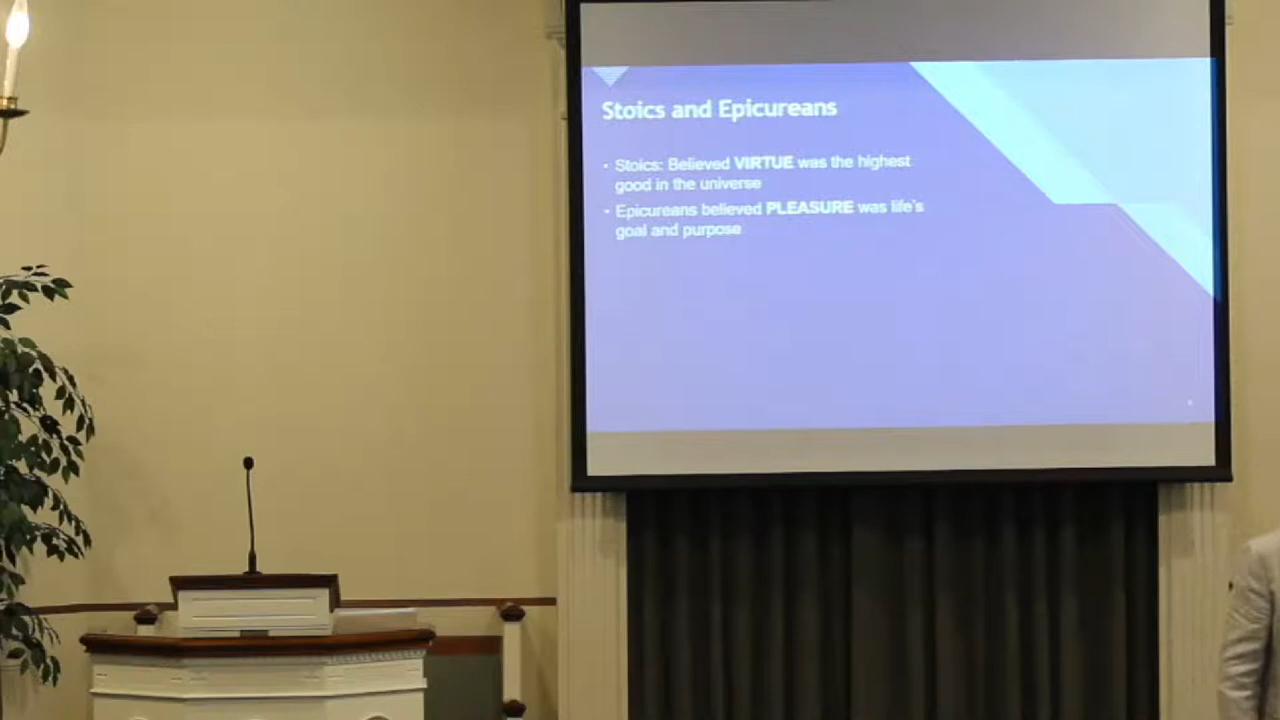 Stoics and Epicureans
• Stoics: Believed VIRTUE was the highest
good in the universe
• Epicureans believed PLEASURE was life's
goal and purpose